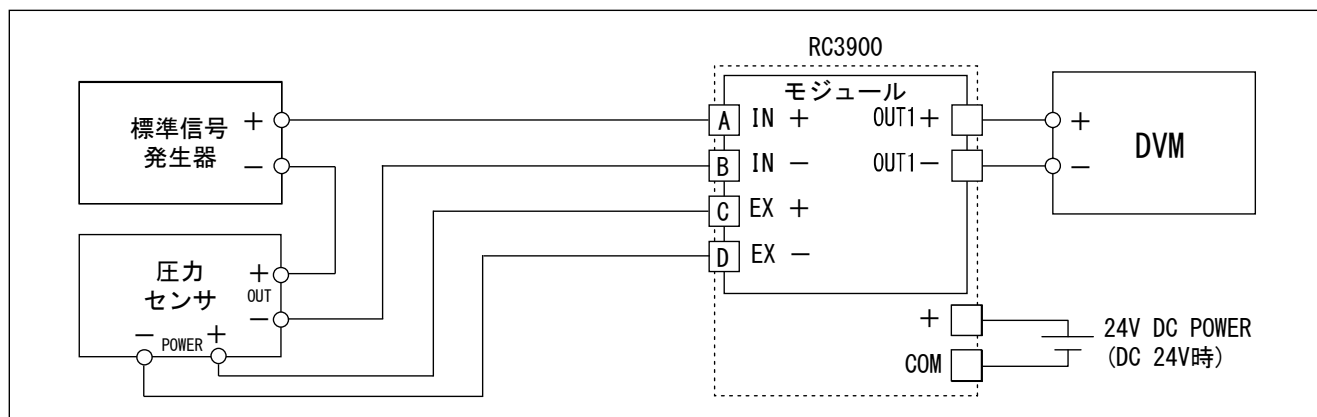 RC3900
モジュール
標準信号
発生器
+
−
A IN +
B IN −
C EX +
D EX −
OUT1+
OUT1−
+
−
DVM
圧力
センサ
+
OUT
−
− POWER +
+
COM
24V DC POWER
(DC 24V時)